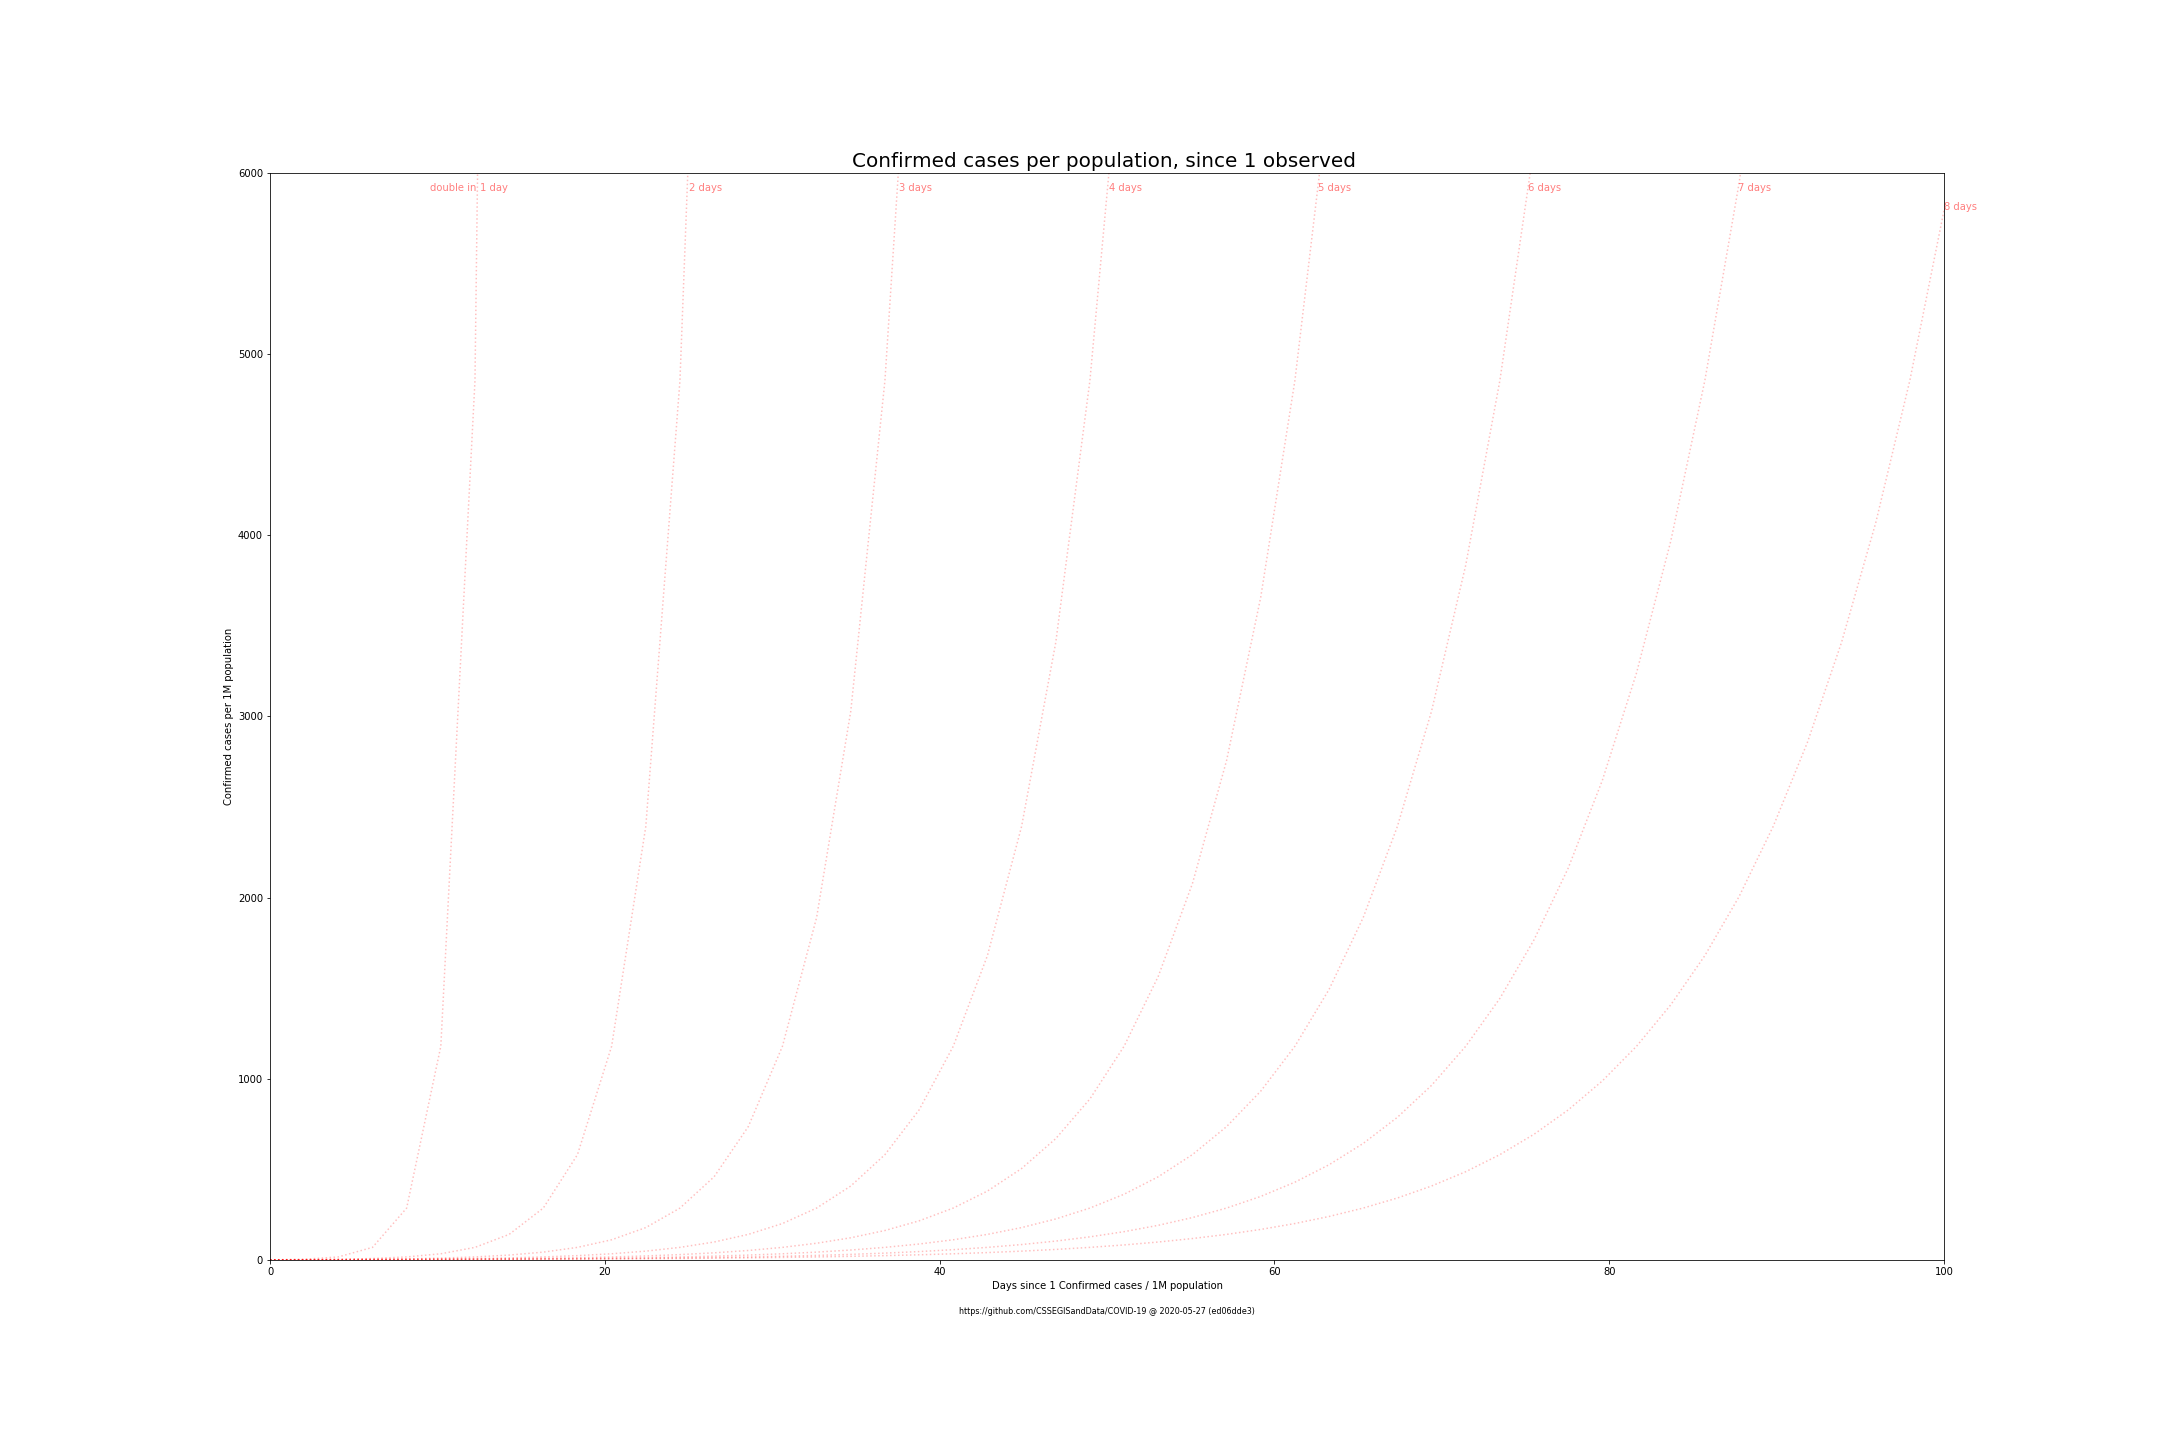 Confirmed cases per population, since 1 observed
6000
double in 1 day
2 days
3 days
4 days
5 days
6 days
7 days
8 days
5000
4000
3000
2000
1000
0
Confirmed cases per 1M population
0 20 40 60 80 100
Days since 1 Confirmed cases / 1M population
https://github.com/CSSEGISandData/COVID-19 @ 2020-05-27 (ed06dde3)